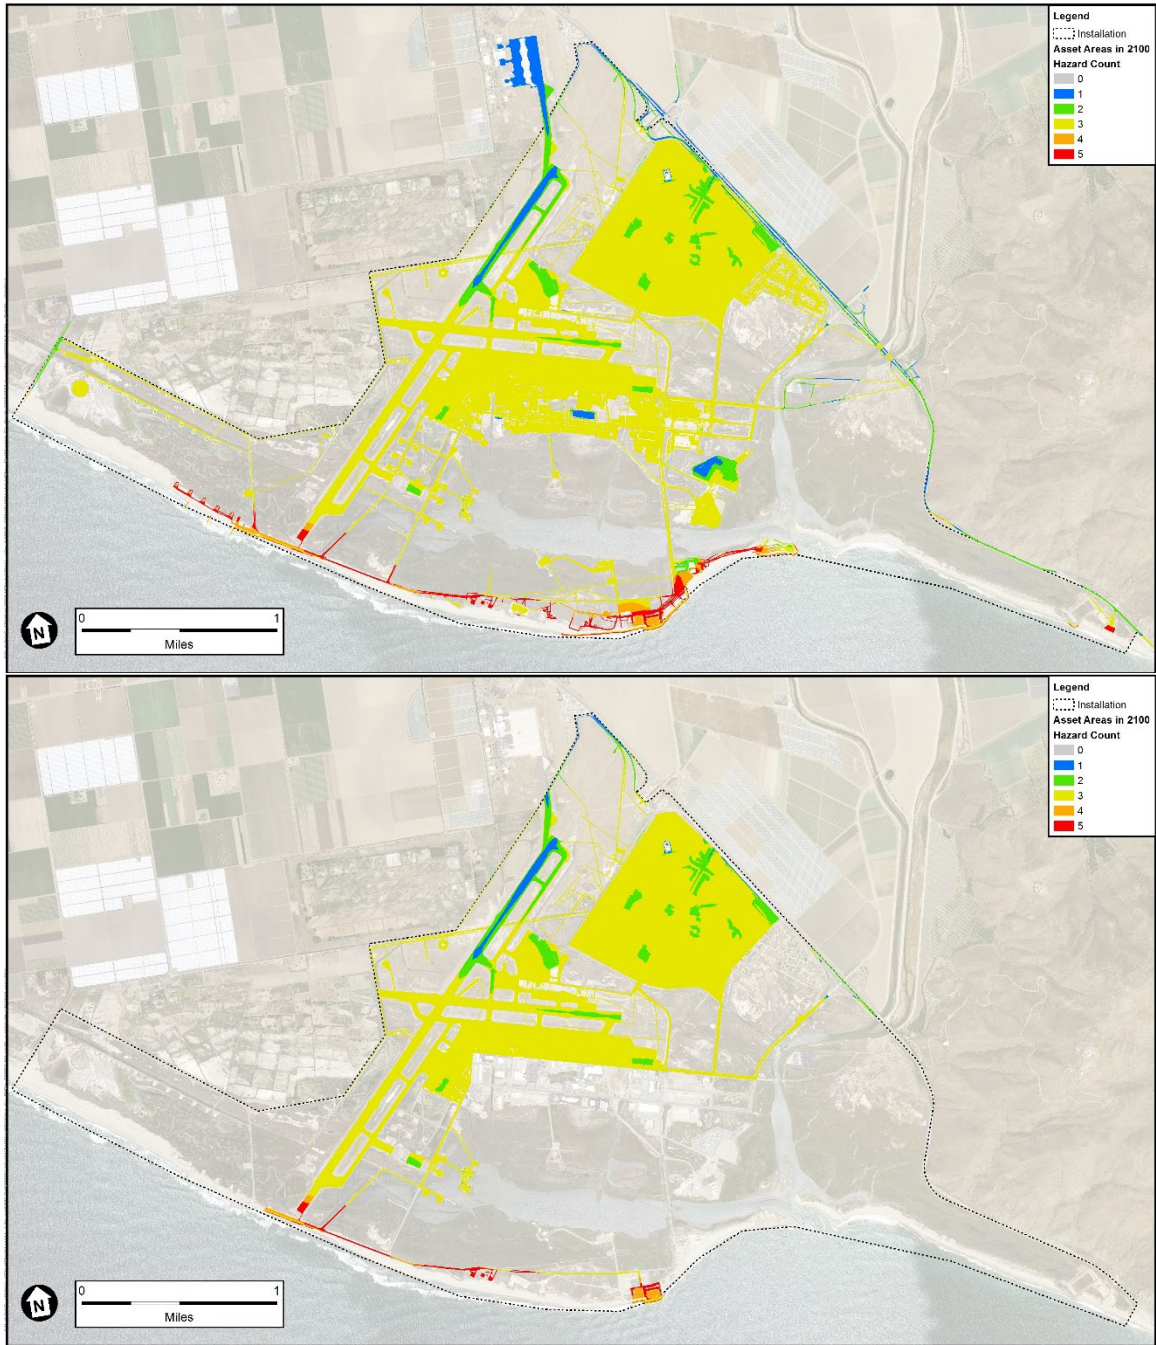 Legend
Installation
Asset Areas in 2100
Hazard Count
0
1
2
3
4
5
N
0 1
Miles
Legend
Installation
Asset Areas in 2100
Hazard Count
0
1
2
3
4
5
N
0 1
Miles